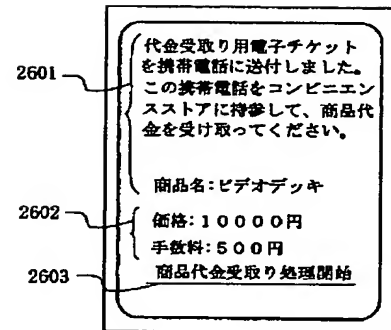 代金受取り用電子チケット
を携帯電話に送付しました。
この携帯電話をコンビニエン
スストアに持参して、商品代
金を受け取ってください。
2601
商品名:ビデオデッキ
2602
価格:10000円
手数料:500円
2603
商品代金受取り処理開始